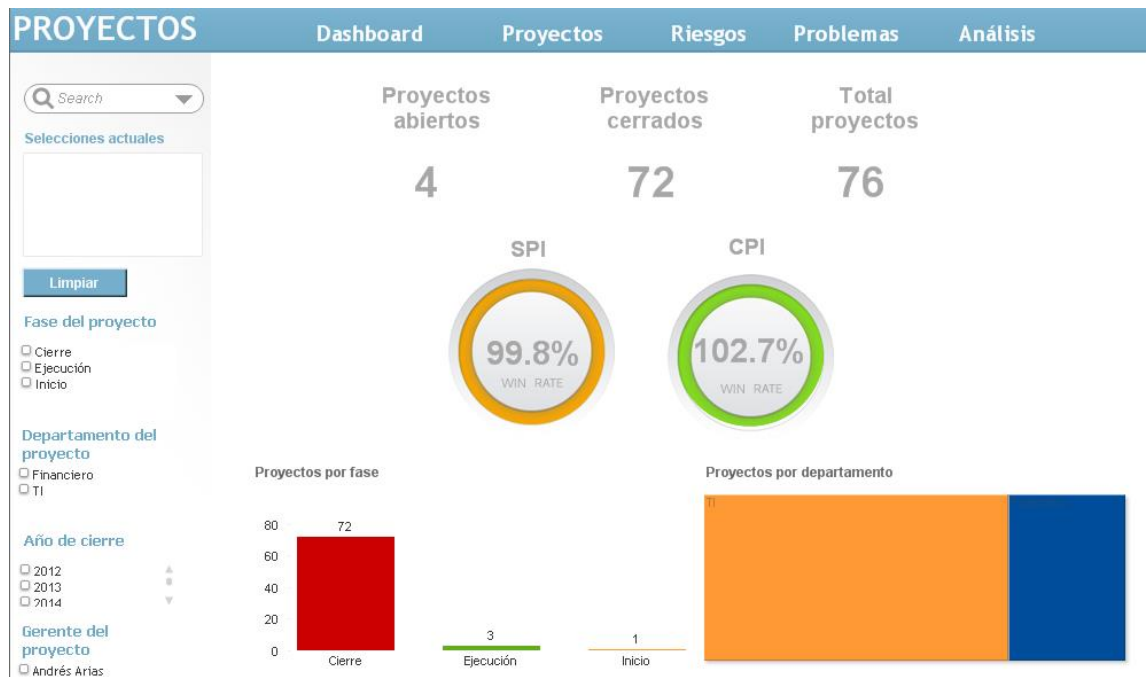 PROYECTOS
Dashboard Proyectos Riesgos Problemas Análisis
Search
Selecciones actuales
Limpiar
Fase del proyecto
Cierre
Ejecución
Inicio
Departamento del
proyecto
Financiero
TI
Año de cierre
2012
2013
2014
Gerente del
proyecto
Andrés Arias
Proyectos
abiertos
4
Proyectos
cerrados
72
Total
proyectos
76
SPI
99.8%
WIN RATE
CPI
102.7%
WIN RATE
Proyectos por fase
80
60
40
20
0
72
3
1
Cierre
Ejecución
Inicio
Proyectos por departamento
TI